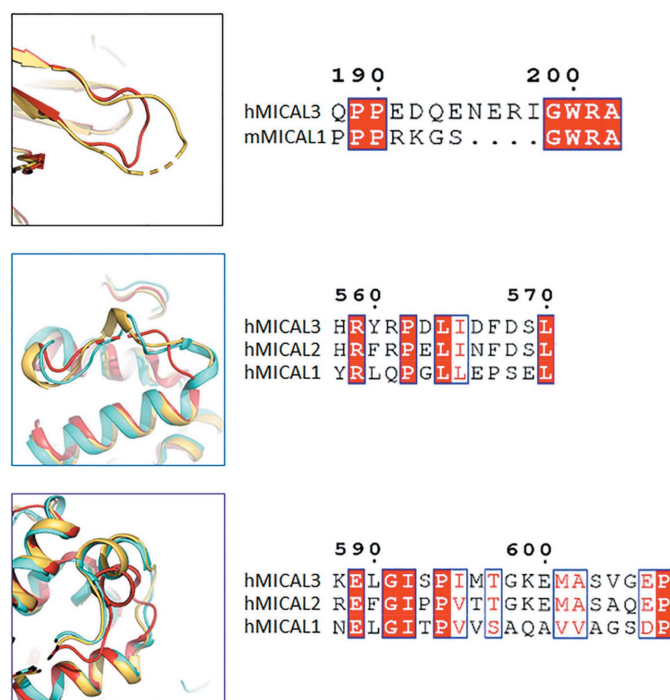 190 200
hMICAL3 QPPEDQENERIGWRA
mMICAL1 PPPRKGS....GWRA
560 570
hMICAL3 HRYRPDLIDFDSL
hMICAL2 HRFRPELINFDSL
hMICAL1 YRLQPGLLEPSEL
590 600
hMICAL3 KELGISPIMTGKEMASVGEP
hMICAL2 REFGIPPVTTGKEMASAQEP
hMICAL1 NELGITPVVSAQAVVAGSDP